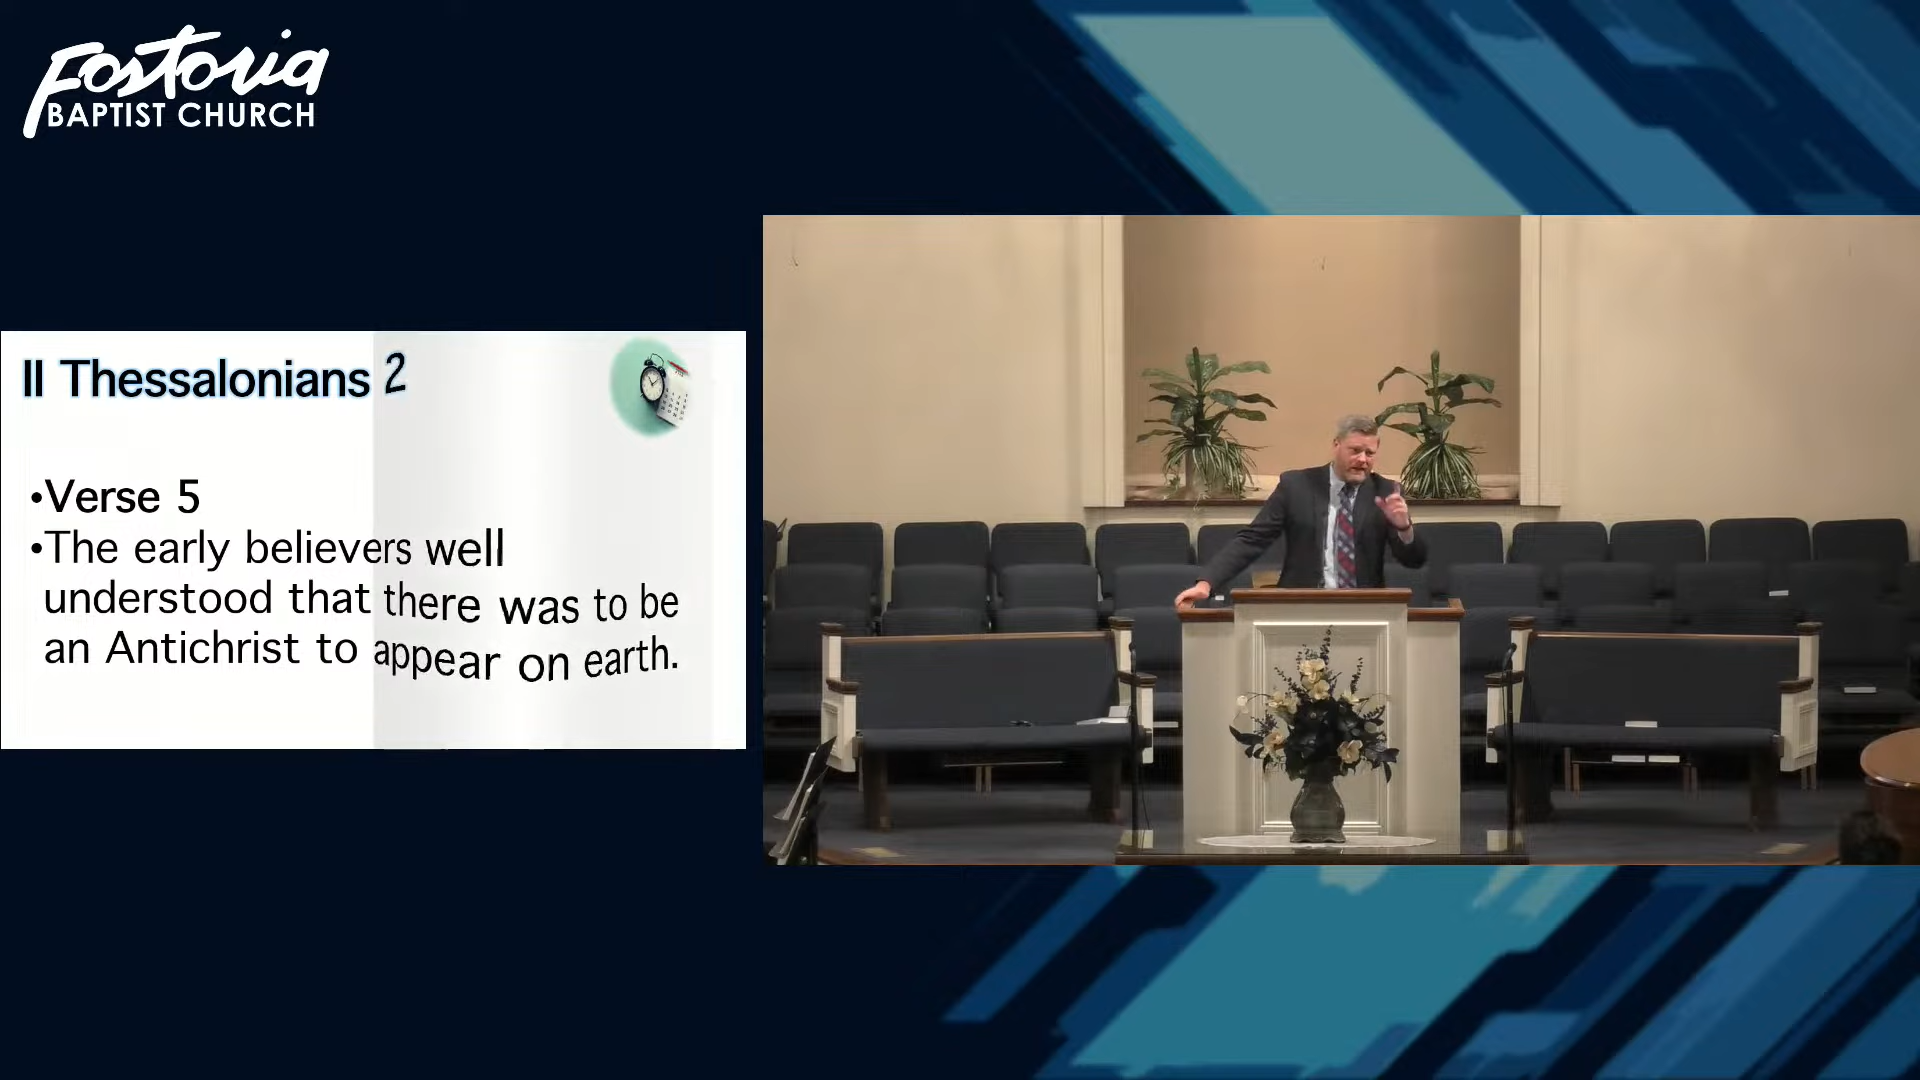 Fostoria
BAPTIST CHURCH
II Thessalonians 2
•Verse 5
•The early believers well
understood that there was to be
an Antichrist to appear on earth.